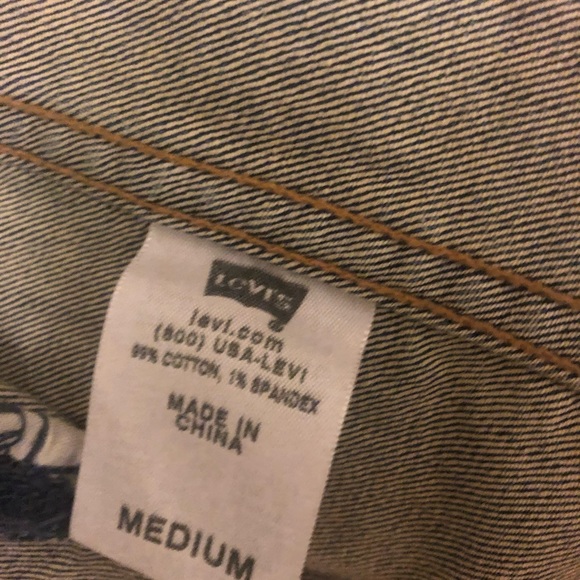 Levi's
levi.com
(800) USA-LEVI
99% COTTON, 1% SPANDEX
MADE IN
CHINA
MEDIUM